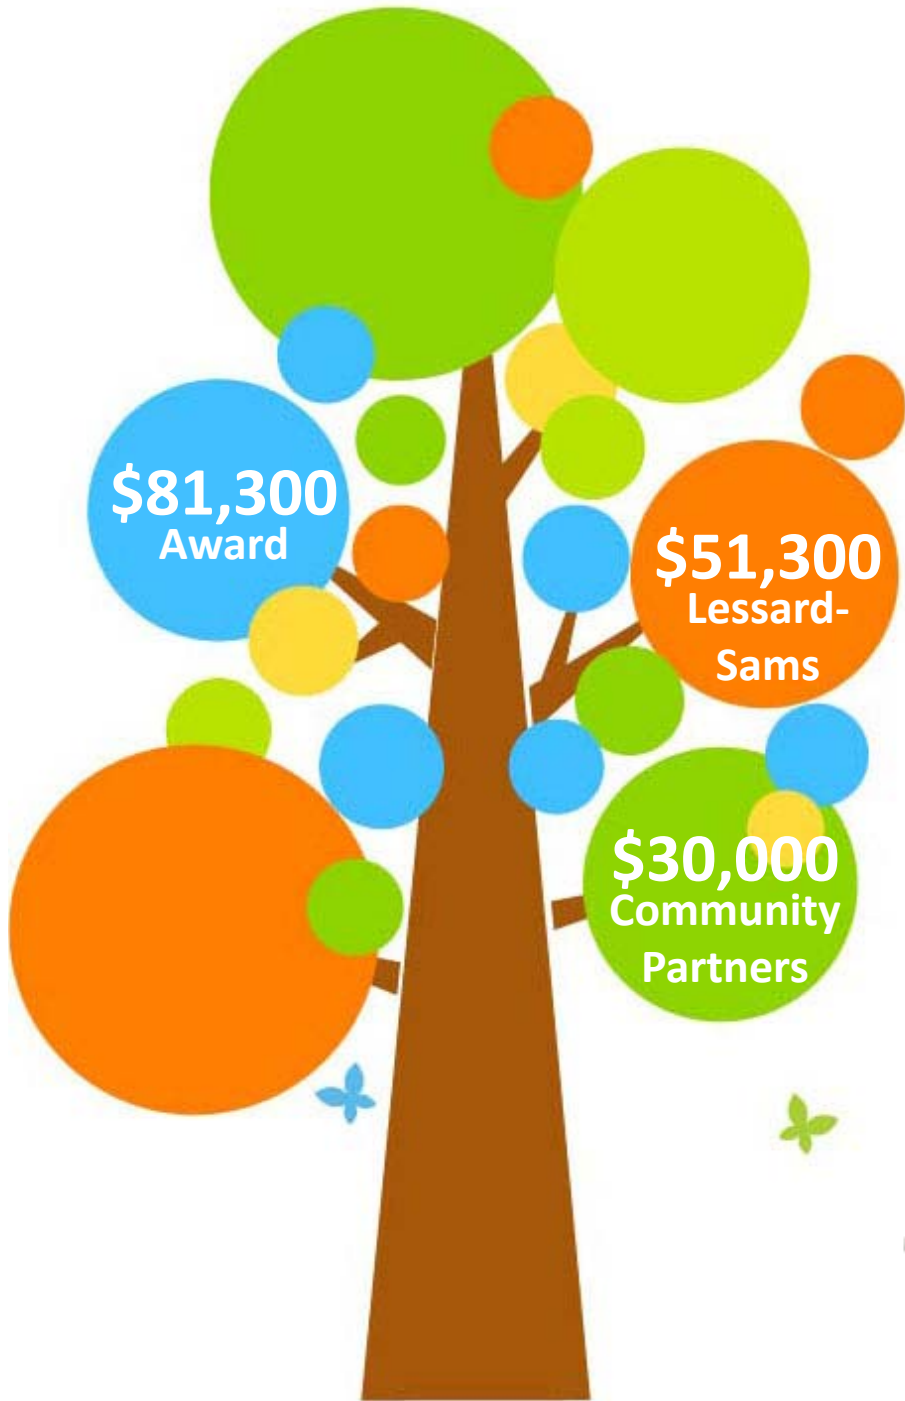 $81,300
Award
$51,300
Lessard-
Sams
$30,000
Community
Partners